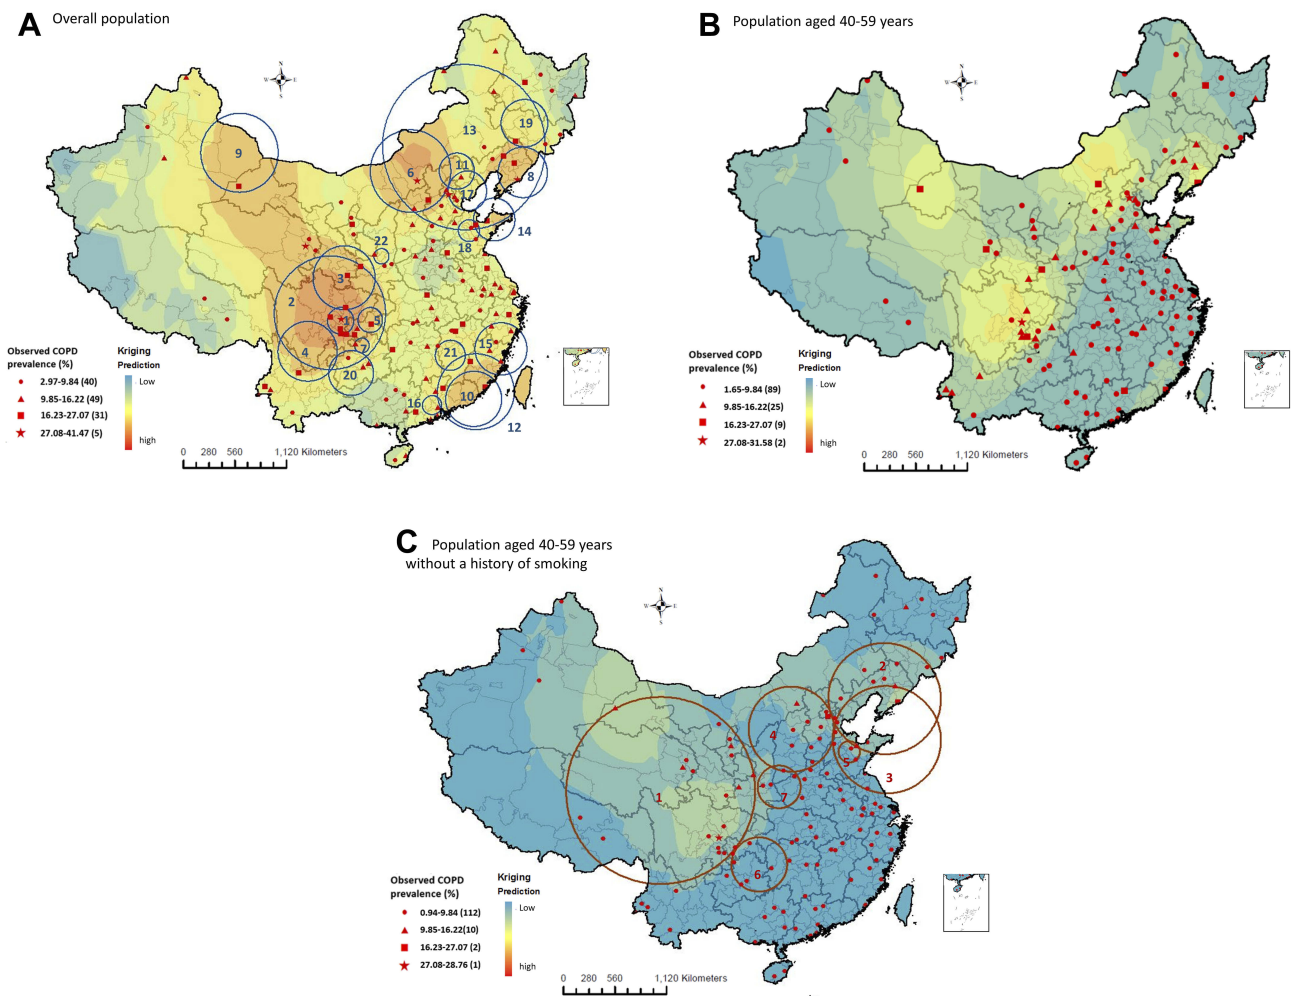 A Overall population
N
W E
S
9
13
19
6
11
8
17
14
18
22
3
2
1
5
4
7
20
21
15
16
10
12
Observed COPD
prevalence (%)
2.97-9.84 (40)
9.85-16.22 (49)
16.23-27.07 (31)
27.08-41.47 (5)
Kriging
Prediction
Low
high
0 280 560 1,120 Kilometers
B Population aged 40-59 years
N
W E
S
Observed COPD
prevalence (%)
1.65-9.84 (89)
9.85-16.22(25)
16.23-27.07 (9)
27.08-31.58 (2)
Kriging
Prediction
Low
high
0 280 560 1,120 Kilometers
C Population aged 40-59 years
without a history of smoking
N
W E
S
2
4
5
3
1
7
6
Observed COPD
prevalence (%)
0.94-9.84 (112)
9.85-16.22(10)
16.23-27.07 (2)
27.08-28.76 (1)
Kriging
Prediction
Low
high
0 280 560 1,120 Kilometers